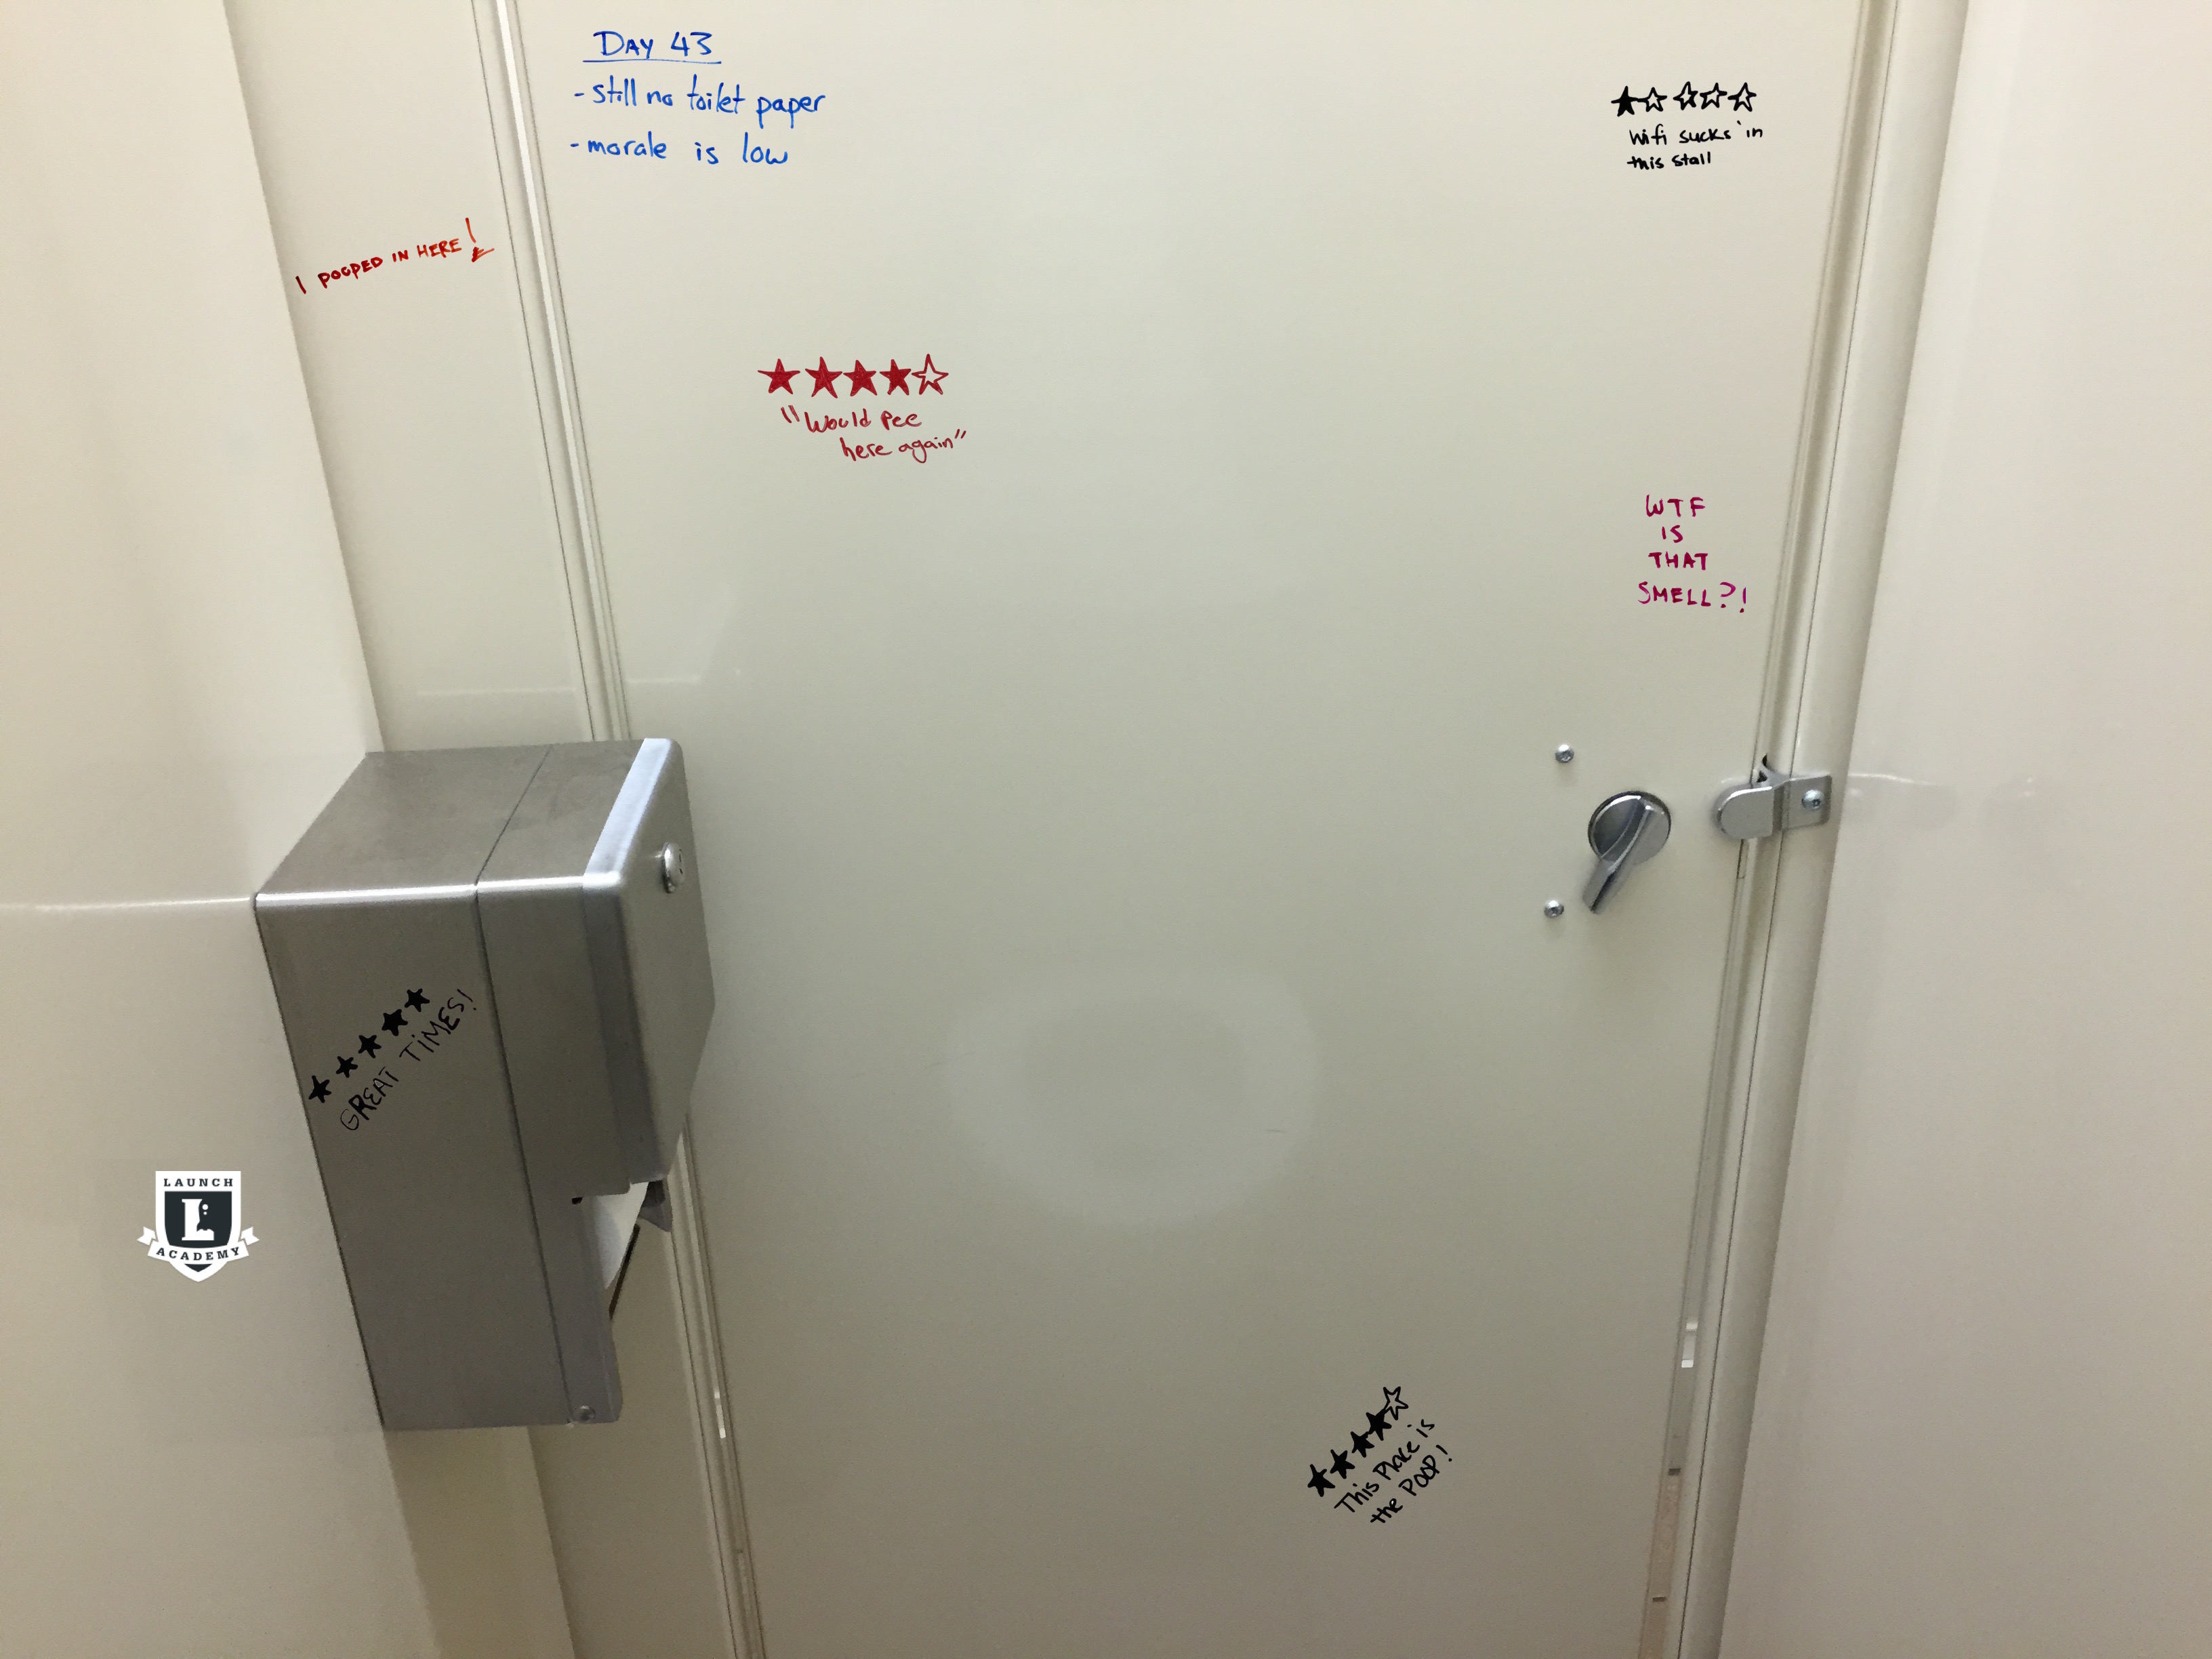 DAY 43
- still no toilet paper
- morale is low
wifi sucks in
this stall
I POOPED IN HERE!
"Would Pee
here again"
WTF
IS
THAT
SMELL?!
GREAT TIMES!
LAUNCH
L
ACADEMY
This Place is
the POOP!